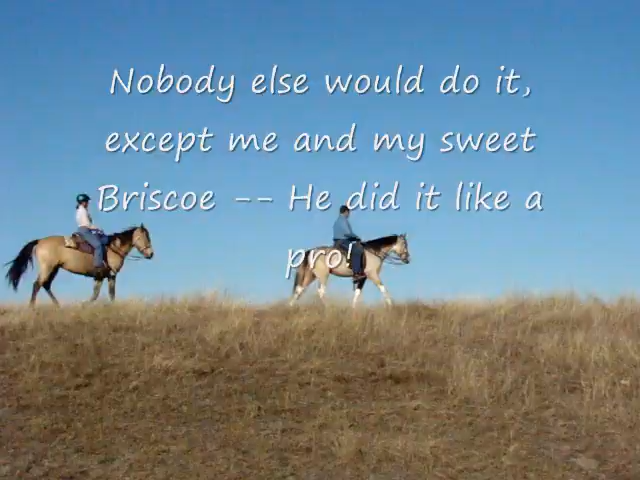 Nobody else would do it,
except me and my sweet
Briscoe -- He did it like a
pro!